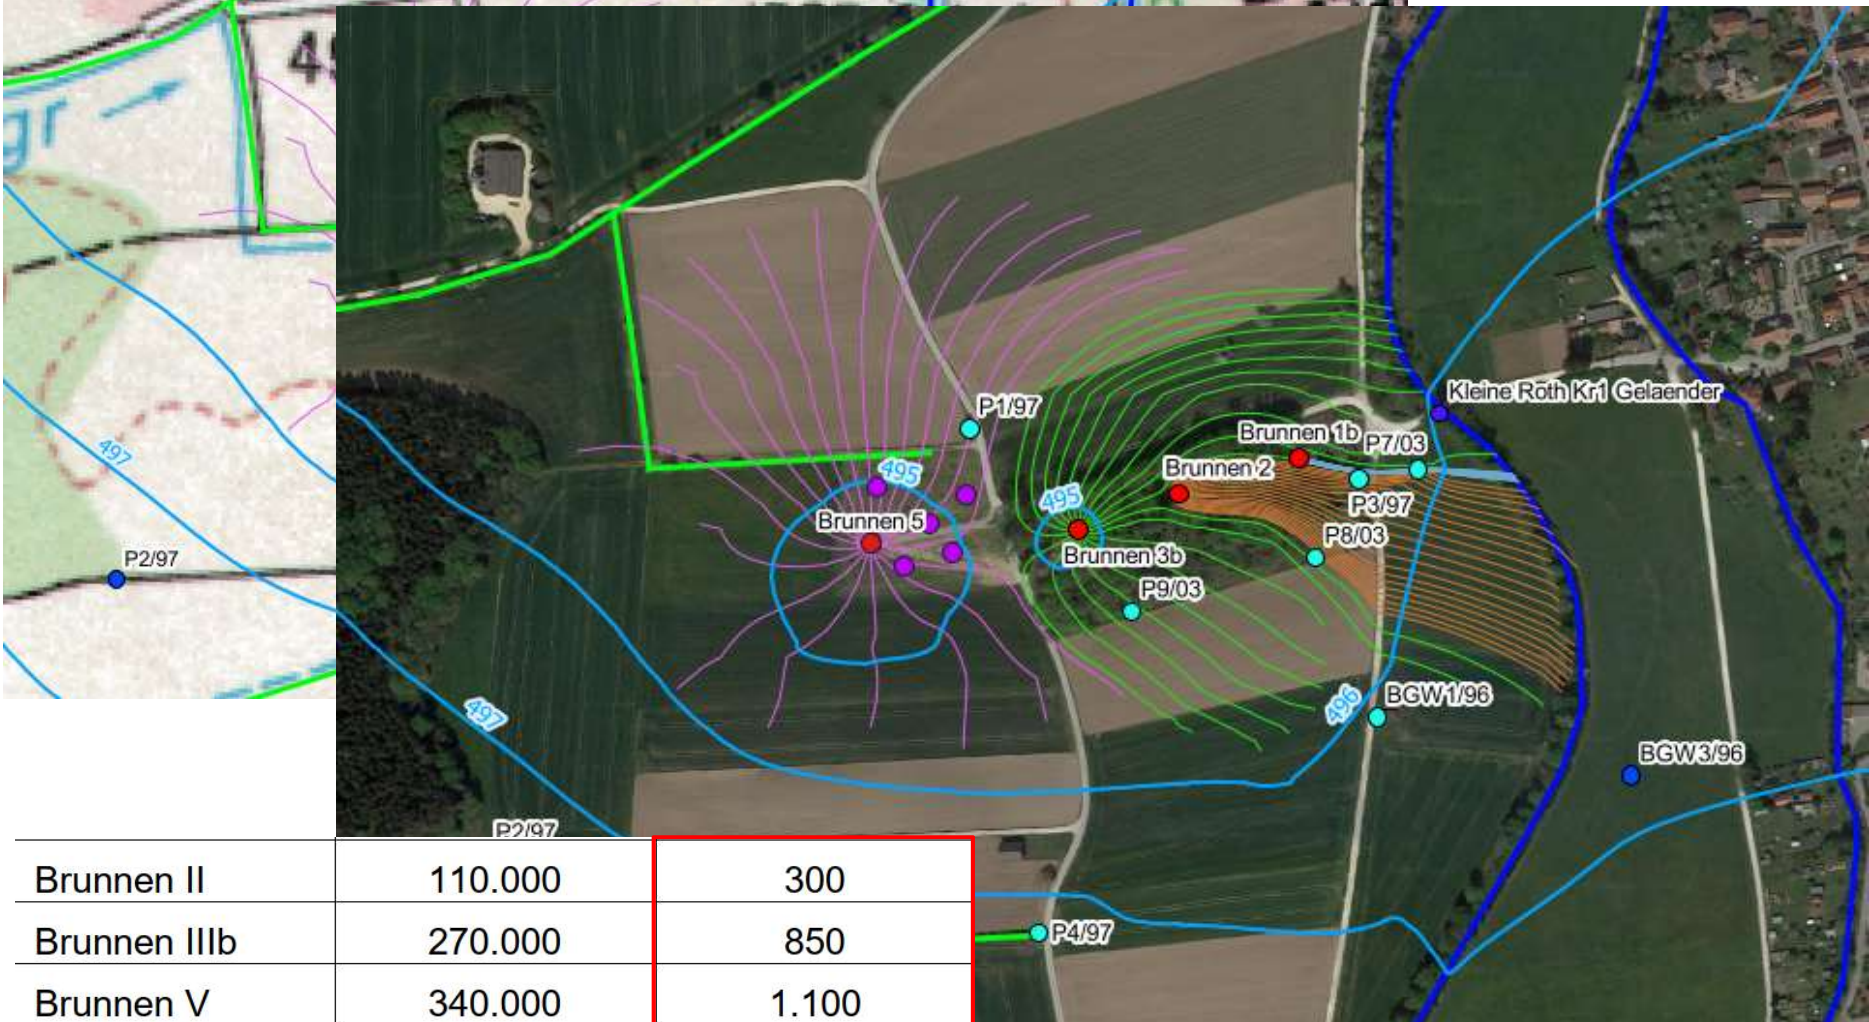 gr
497
P2/97
P1/97
Kleine Röth Kr1 Gelaender
Brunnen 1b
P7/03
Brunnen 2
495
495
P3/97
Brunnen 5
P8/03
Brunnen 3b
P9/03
497
496
BGW1/96
BGW3/96
P2/97
Brunnen II 110.000 300
Brunnen IIIb 270.000 850
P4/97
Brunnen V 340.000 1.100